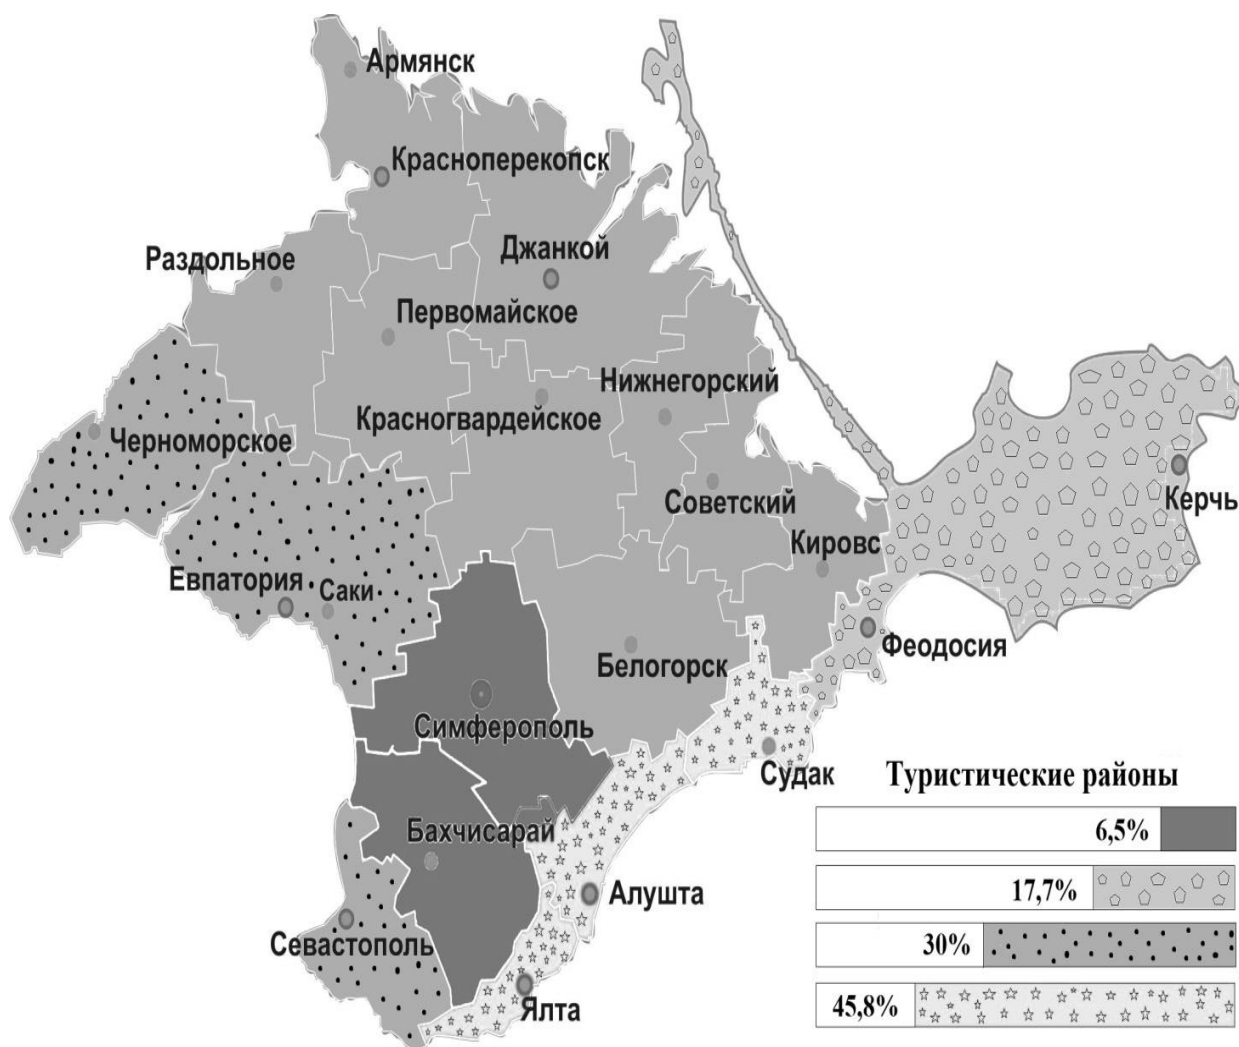 Армянск
Красноперекопск
Раздольное
Джанкой
Первомайское
Нижнегорский
Красногвардейское
Черноморское
Советский
Керчь
Кировс
Евпатория
Саки
Феодосия
Белогорск
Симферополь
Судак
Бахчисарай
Алушта
Севастополь
Ялта
Туристические районы
6,5%
17,7%
30%
45,8%